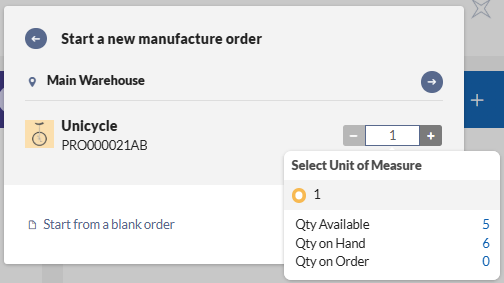 Start a new manufacture order
Main Warehouse
Unicycle
PRO000021AB
− 1 +
Select Unit of Measure
1
Qty Available 5
Qty on Hand 6
Qty on Order 0
Start from a blank order